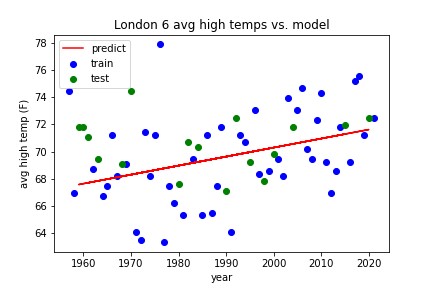 London 6 avg high temps vs. model
predict
train
test
avg high temp (F)
78
76
74
72
70
68
66
64
1960
1970
1980
1990
2000
2010
2020
year